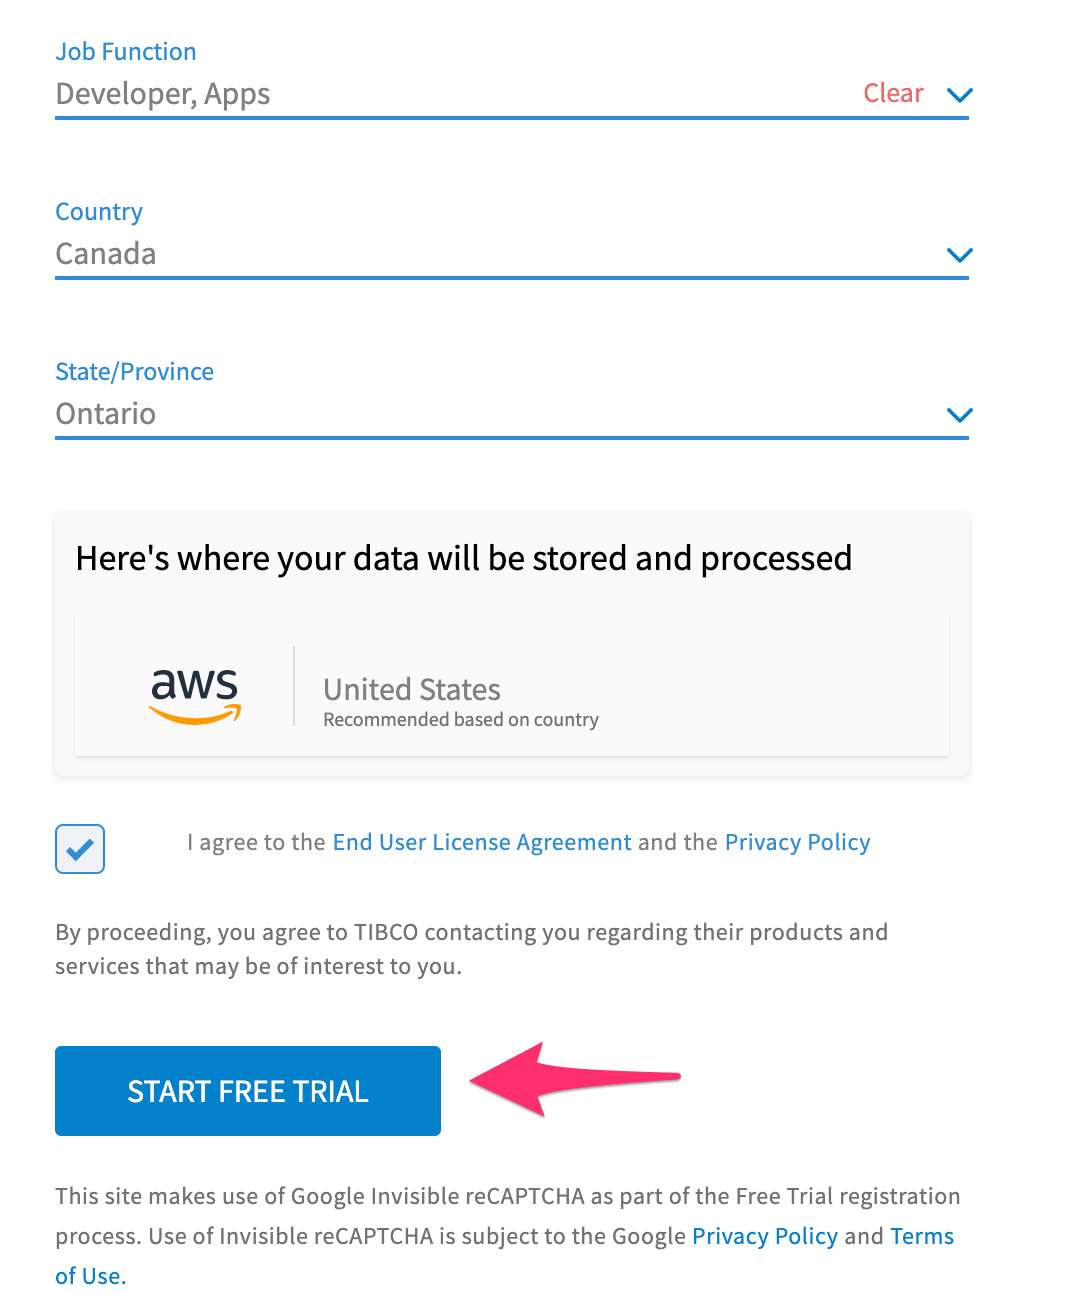 Job Function
Developer, Apps Clear
Country
Canada
State/Province
Ontario
Here's where your data will be stored and processed
aws
United States
Recommended based on country
I agree to the End User License Agreement and the Privacy Policy
By proceeding, you agree to TIBCO contacting you regarding their products and
services that may be of interest to you.
START FREE TRIAL
This site makes use of Google Invisible reCAPTCHA as part of the Free Trial registration
process. Use of Invisible reCAPTCHA is subject to the Google Privacy Policy and Terms
of Use.